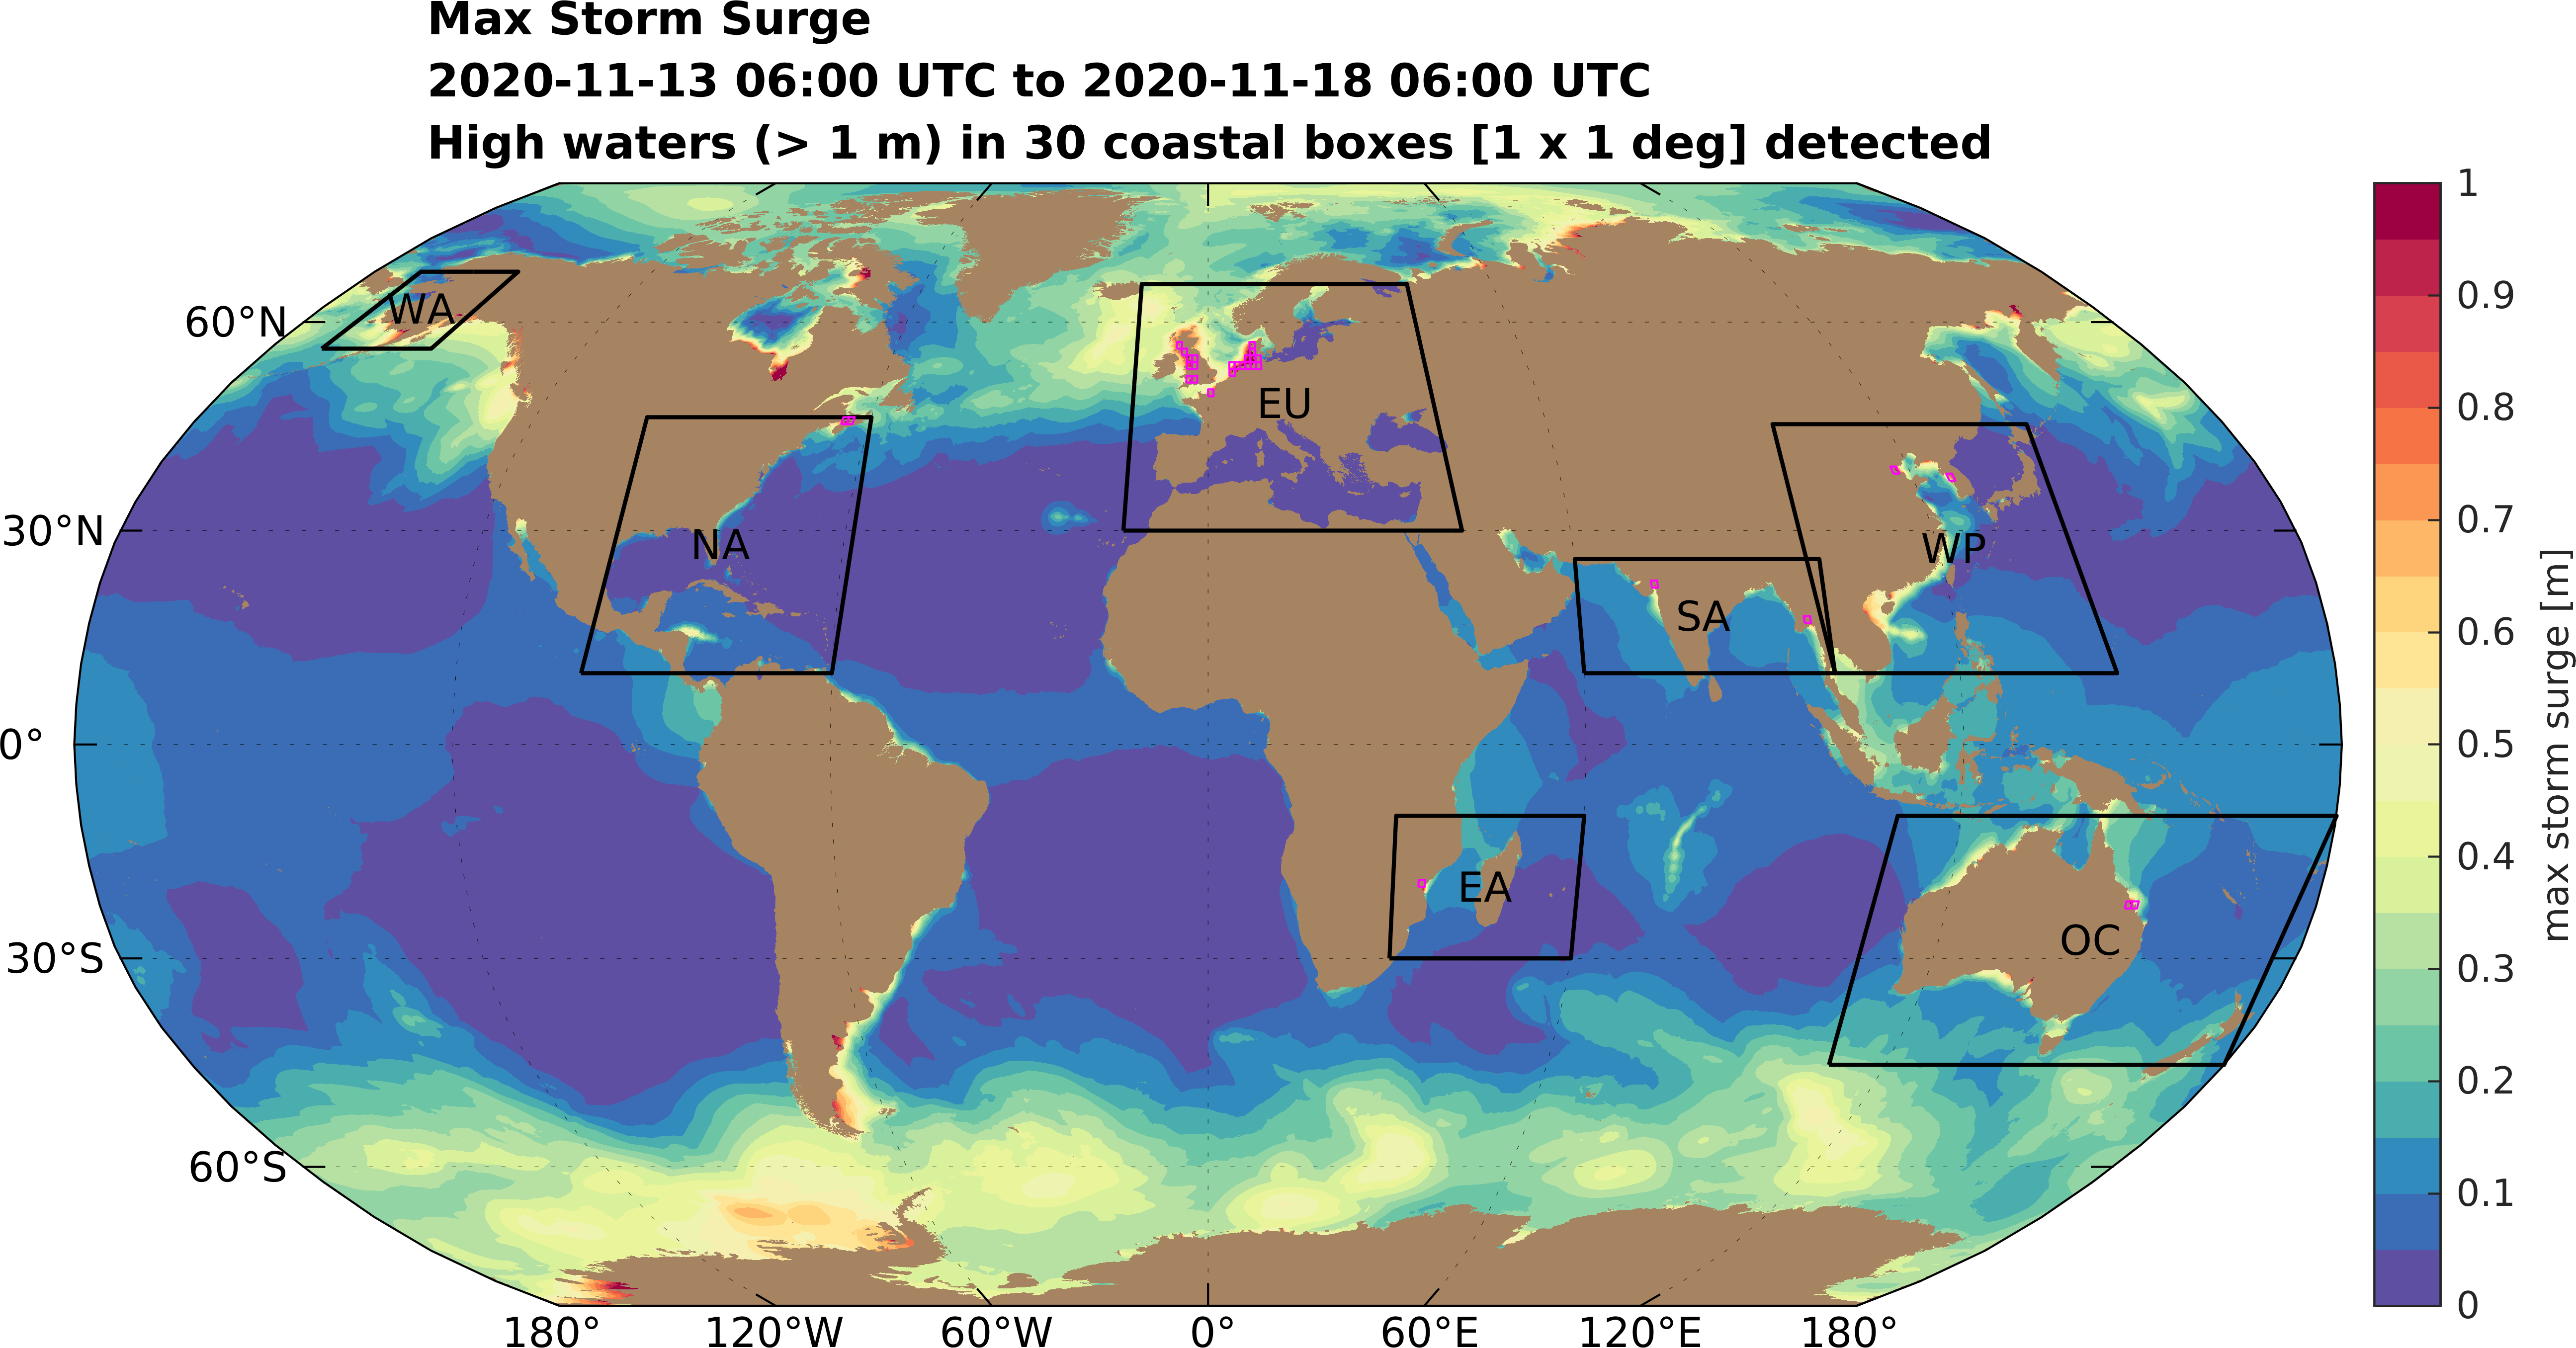 Max Storm Surge
2020-11-13 06:00 UTC to 2020-11-18 06:00 UTC
High waters (> 1 m) in 30 coastal boxes [1 x 1 deg] detected
1
0.9
0.8
0.7
0.6
0.5
0.4
0.3
0.2
0.1
0
max storm surge [m]
60°N
30°N
0°
30°S
60°S
WA
NA
EU
SA
WP
EA
OC
180°
120°W
60°W
0°
60°E
120°E
180°